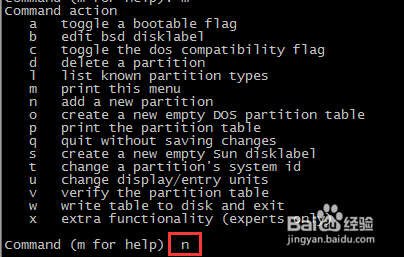 Command (m for help): m
Command action
a toggle a bootable flag
b edit bsd disklabel
c toggle the dos compatibility flag
d delete a partition
l list known partition types
m print this menu
n add a new partition
o create a new empty DOS partition table
p print the partition table
q quit without saving changes
s create a new empty Sun disklabel
t change a partition's system id
u change display/entry units
v verify the partition table
w write table to disk and exit
x extra functionality (experts only)
Command (m for help) n
Baidu 经验
jingyan.baidu.com